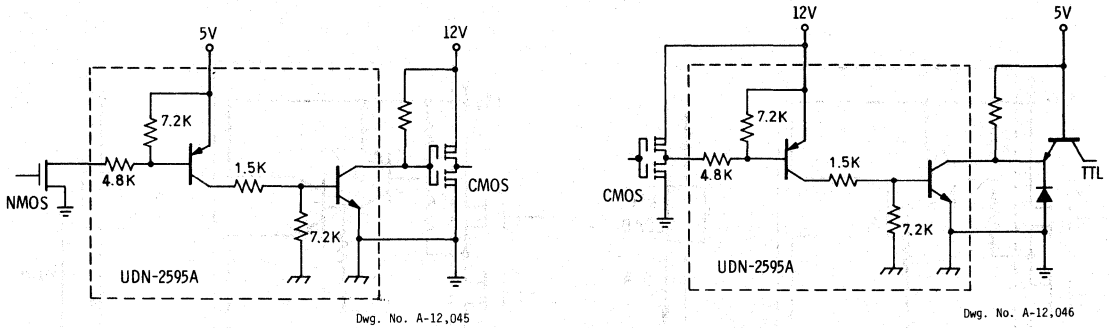 5V
12V
7.2K
4.8K
1.5K
7.2K
NMOS
CMOS
UDN-2595A
Dwg. No. A-12,045
12V
5V
7.2K
4.8K
1.5K
7.2K
CMOS
TTL
UDN-2595A
Dwg. No. A-12,046